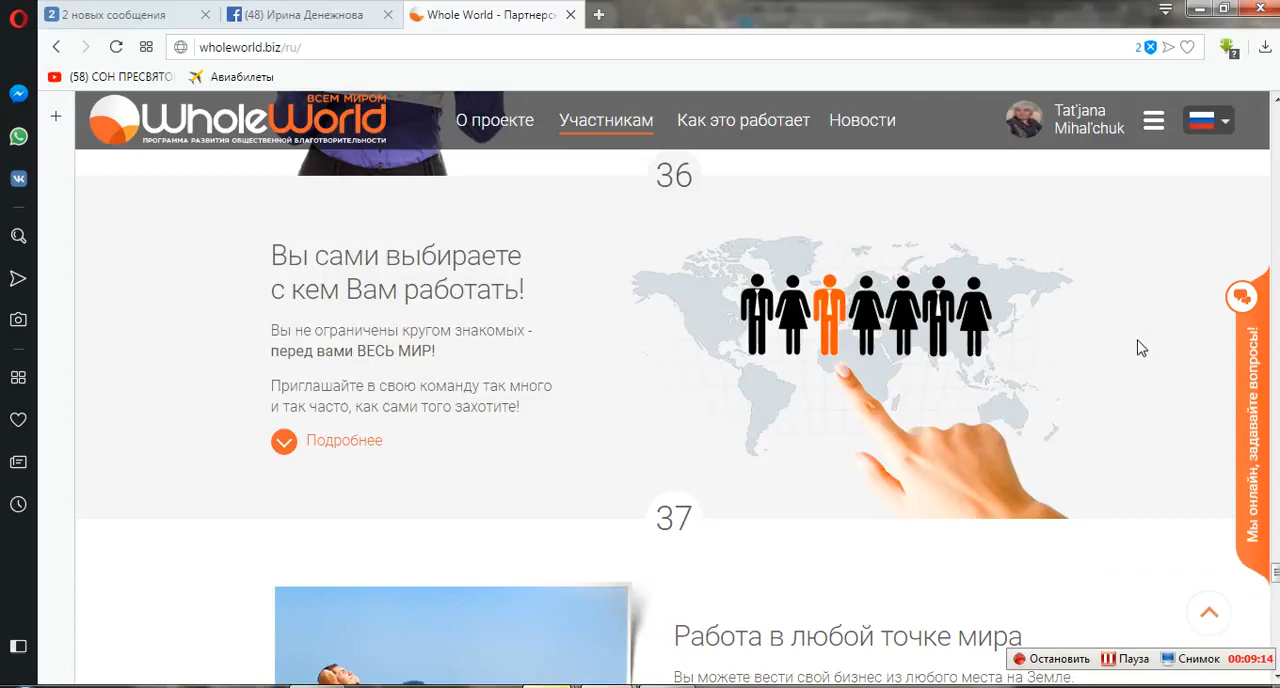 2 2 новых сообщения
(48) Ирина Денежнова
Whole World - Партнерс
wholeworld.biz/ru/
2
(58) СОН ПРЕСВЯТО
Авиабилеты
ВСЕМ МИРОМ
WHOLEWORLD
ПРОГРАММА РАЗВИТИЯ ОБЩЕСТВЕННОЙ БЛАГОТВОРИТЕЛЬНОСТИ
О проекте
Участникам
Как это работает
Новости
Tat'jana
Mihal'chuk
36
Вы сами выбираете
с кем Вам работать!
Вы не ограничены кругом знакомых -
перед вами ВЕСЬ МИР!
Приглашайте в свою команду так много
и так часто, как сами того захотите!
Подробнее
Мы онлайн, задавайте вопросы!
37
Работа в любой точке мира
Вы можете вести свой бизнес из любого места на Земле.
Остановить
Пауза
Снимок
00:09:14